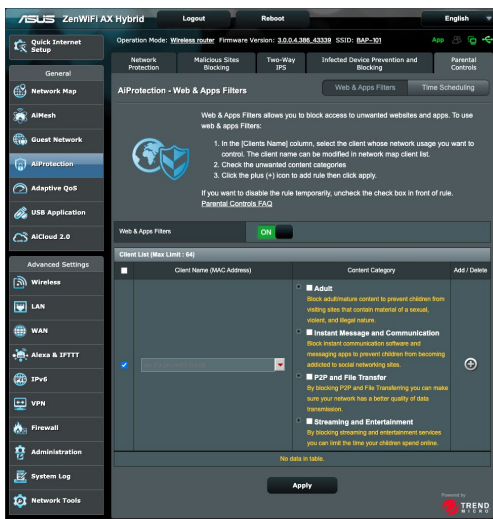 ASUS ZenWiFi AX Hybrid Logout Reboot English
Quick Internet
Setup
Operation Mode: Wireless router Firmware Version: 3.0.0.4.386_43339 SSID: BAP-101 App
General
Network Map
AiMesh
Guest Network
AiProtection
Adaptive QoS
USB Application
AiCloud 2.0
Advanced Settings
Wireless
LAN
WAN
Alexa & IFTTT
IPv6
VPN
Firewall
Administration
System Log
Network Tools
Network
Protection
Malicious Sites
Blocking
Two-Way
IPS
Infected Device Prevention and
Blocking
Parental
Controls
AiProtection - Web & Apps Filters
Web & Apps Filters Time Scheduling
Web & Apps Filters allows you to block access to unwanted websites and apps. To use
web & apps Filters:
1. In the [Clients Name] column, select the client whose network usage you want to
control. The client name can be modified in network map client list.
2. Check the unwanted content categories
3. Click the plus (+) icon to add rule then click apply.
If you want to disable the rule temporarily, uncheck the check box in front of rule.
Parental Controls FAQ
Web & Apps Filters ON
Client List (Max Limit : 64)
Client Name (MAC Address) Content Category Add / Delete
Adult
Block adult/mature content to prevent children from
visiting sites that contain material of a sexual,
violent, and illegal nature.
Instant Message and Communication
Block instant communication software and
messaging apps to prevent children from becoming
addicted to social networking sites.
P2P and File Transfer
By blocking P2P and File Transferring you can make
sure your network has a better quality of data
transmission.
Streaming and Entertainment
By blocking streaming and entertainment services
you can limit the time your children spend online.
No data in table.
Apply
Powered by
TREND
MICRO